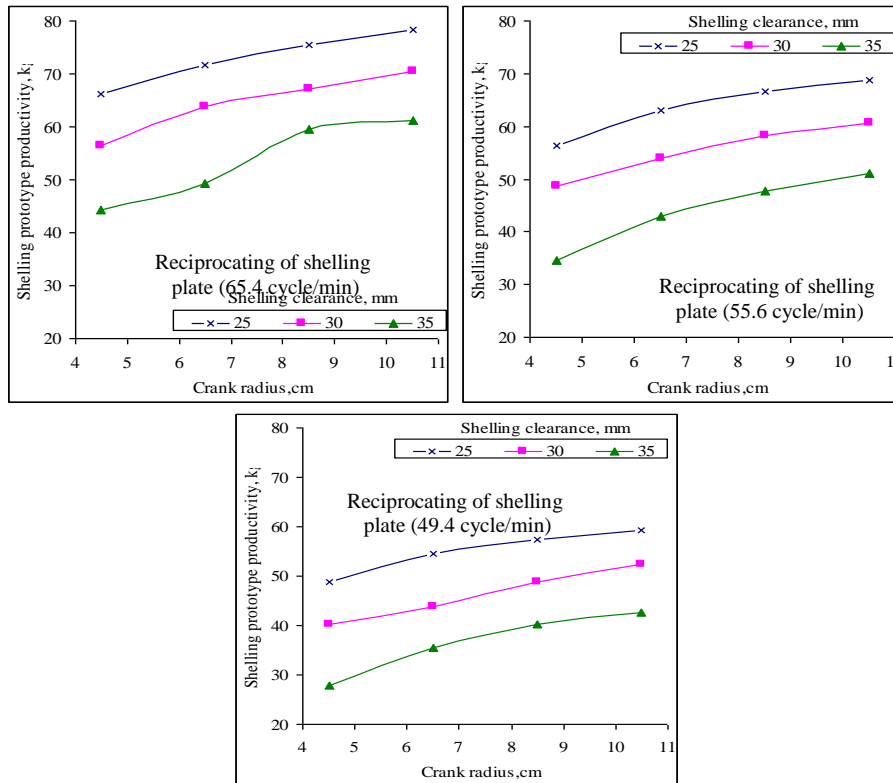 Shelling prototype productivity, k
80
70
60
50
40
30
20
4 5 6 7 8 9 10 11
Crank radius,cm
Reciprocating of shelling
plate (65.4 cycle/min)
Shelling clearance, mm
25 30 35
Shelling prototype productivity, k
80
70
60
50
40
30
20
4 5 6 7 8 9 10 1
Crank radius,cm
Shelling clearance, mm
25 30 35
Reciprocating of shelling
plate (55.6 cycle/min)
Shelling prototype productivity, k
80
70
60
50
40
30
20
4 5 6 7 8 9 10 11
Crank radius,cm
Shelling clearance, mm
25 30 35
Reciprocating of shelling
plate (49.4 cycle/min)